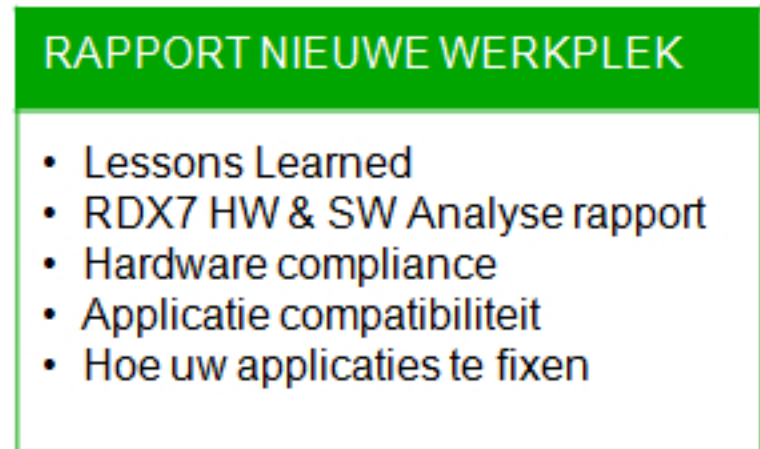 RAPPORT NIEUWE WERKPLEK
• Lessons Learned
• RDX7 HW & SW Analyse rapport
• Hardware compliance
• Applicatie compatibiliteit
• Hoe uw applicaties te fixen